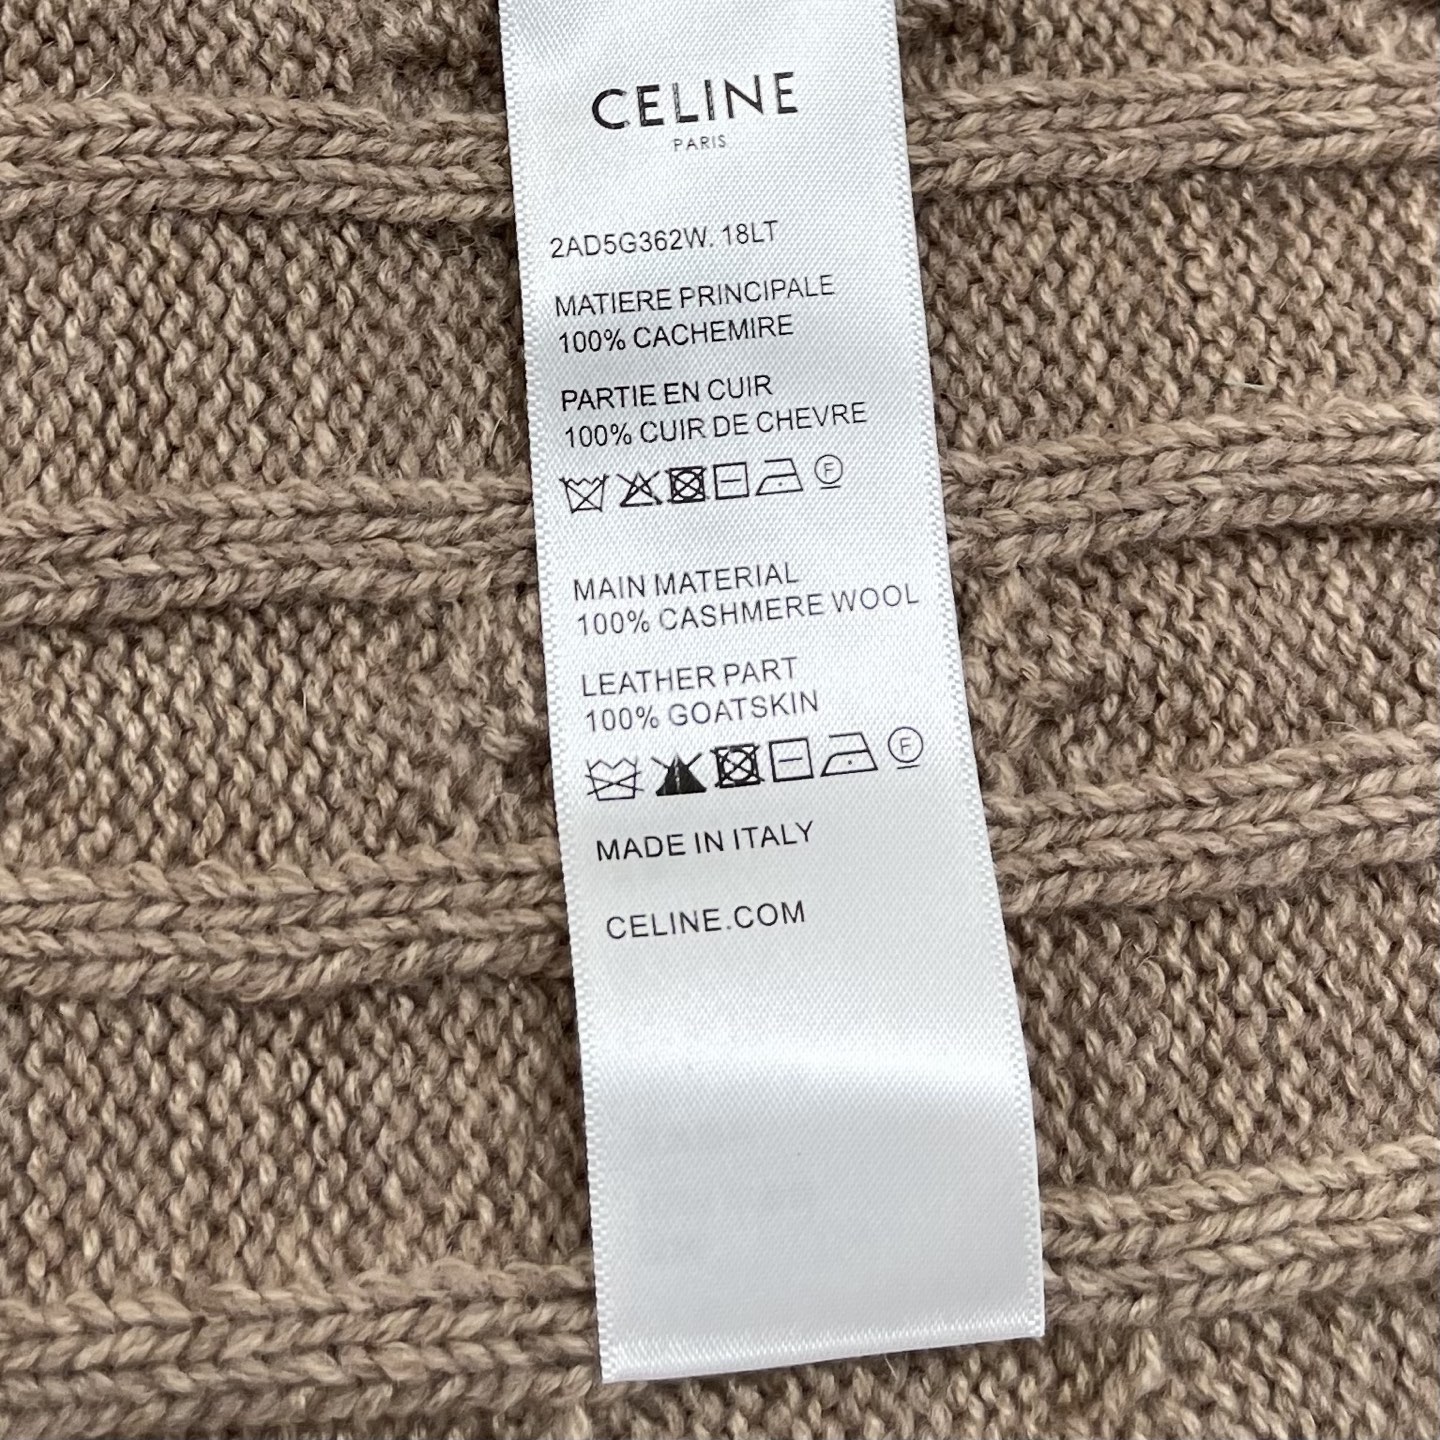 CELINE
PARIS
2AD5G362W. 18LT
MATIERE PRINCIPALE
100% CACHEMIRE
PARTIE EN CUIR
100% CUIR DE CHEVRE
F
MAIN MATERIAL
100% CASHMERE WOOL
LEATHER PART
100% GOATSKIN
F
MADE IN ITALY
CELINE.COM